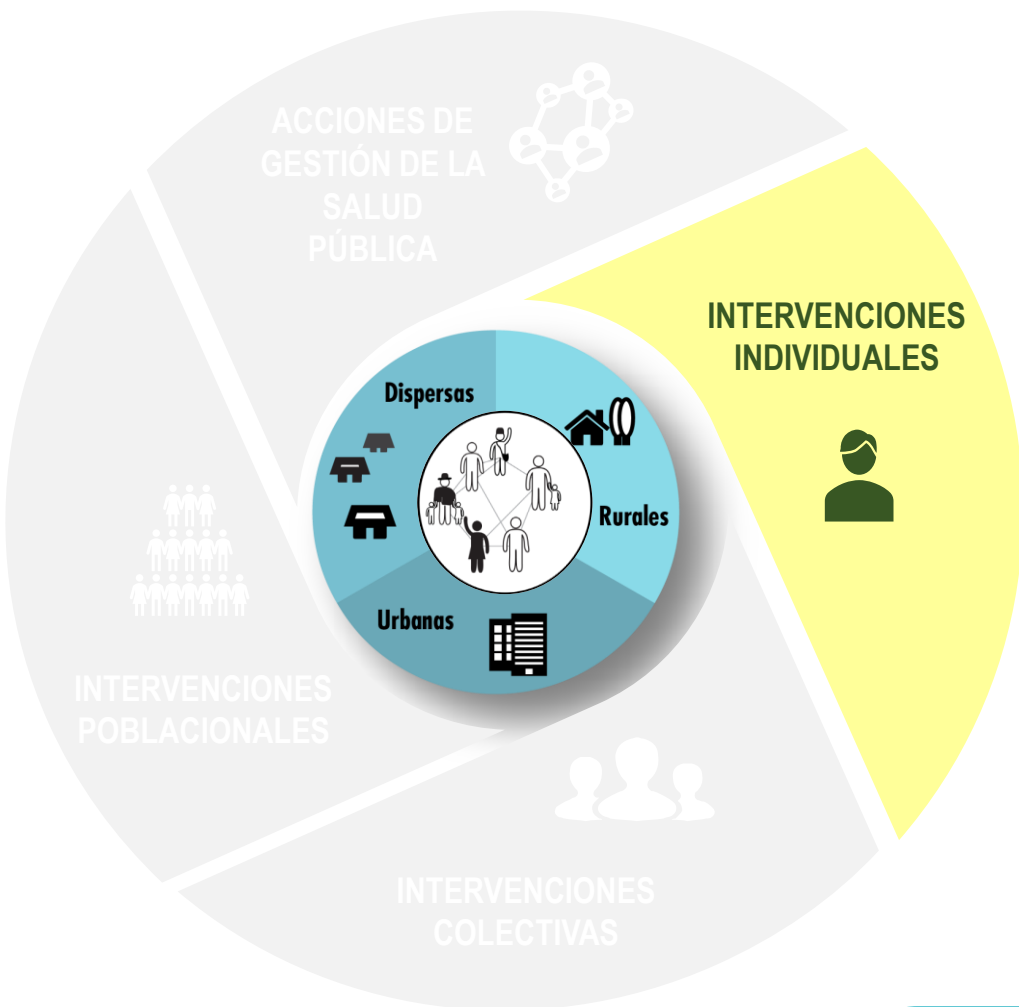 ACCIONES DE
GESTIÓN DE LA
SALUD
PÚBLICA
INTERVENCIONES
INDIVIDUALES
Dispersas
Rurales
Urbanas
INTERVENCIONES
POBLACIONALES
INTERVENCIONES
COLECTIVAS